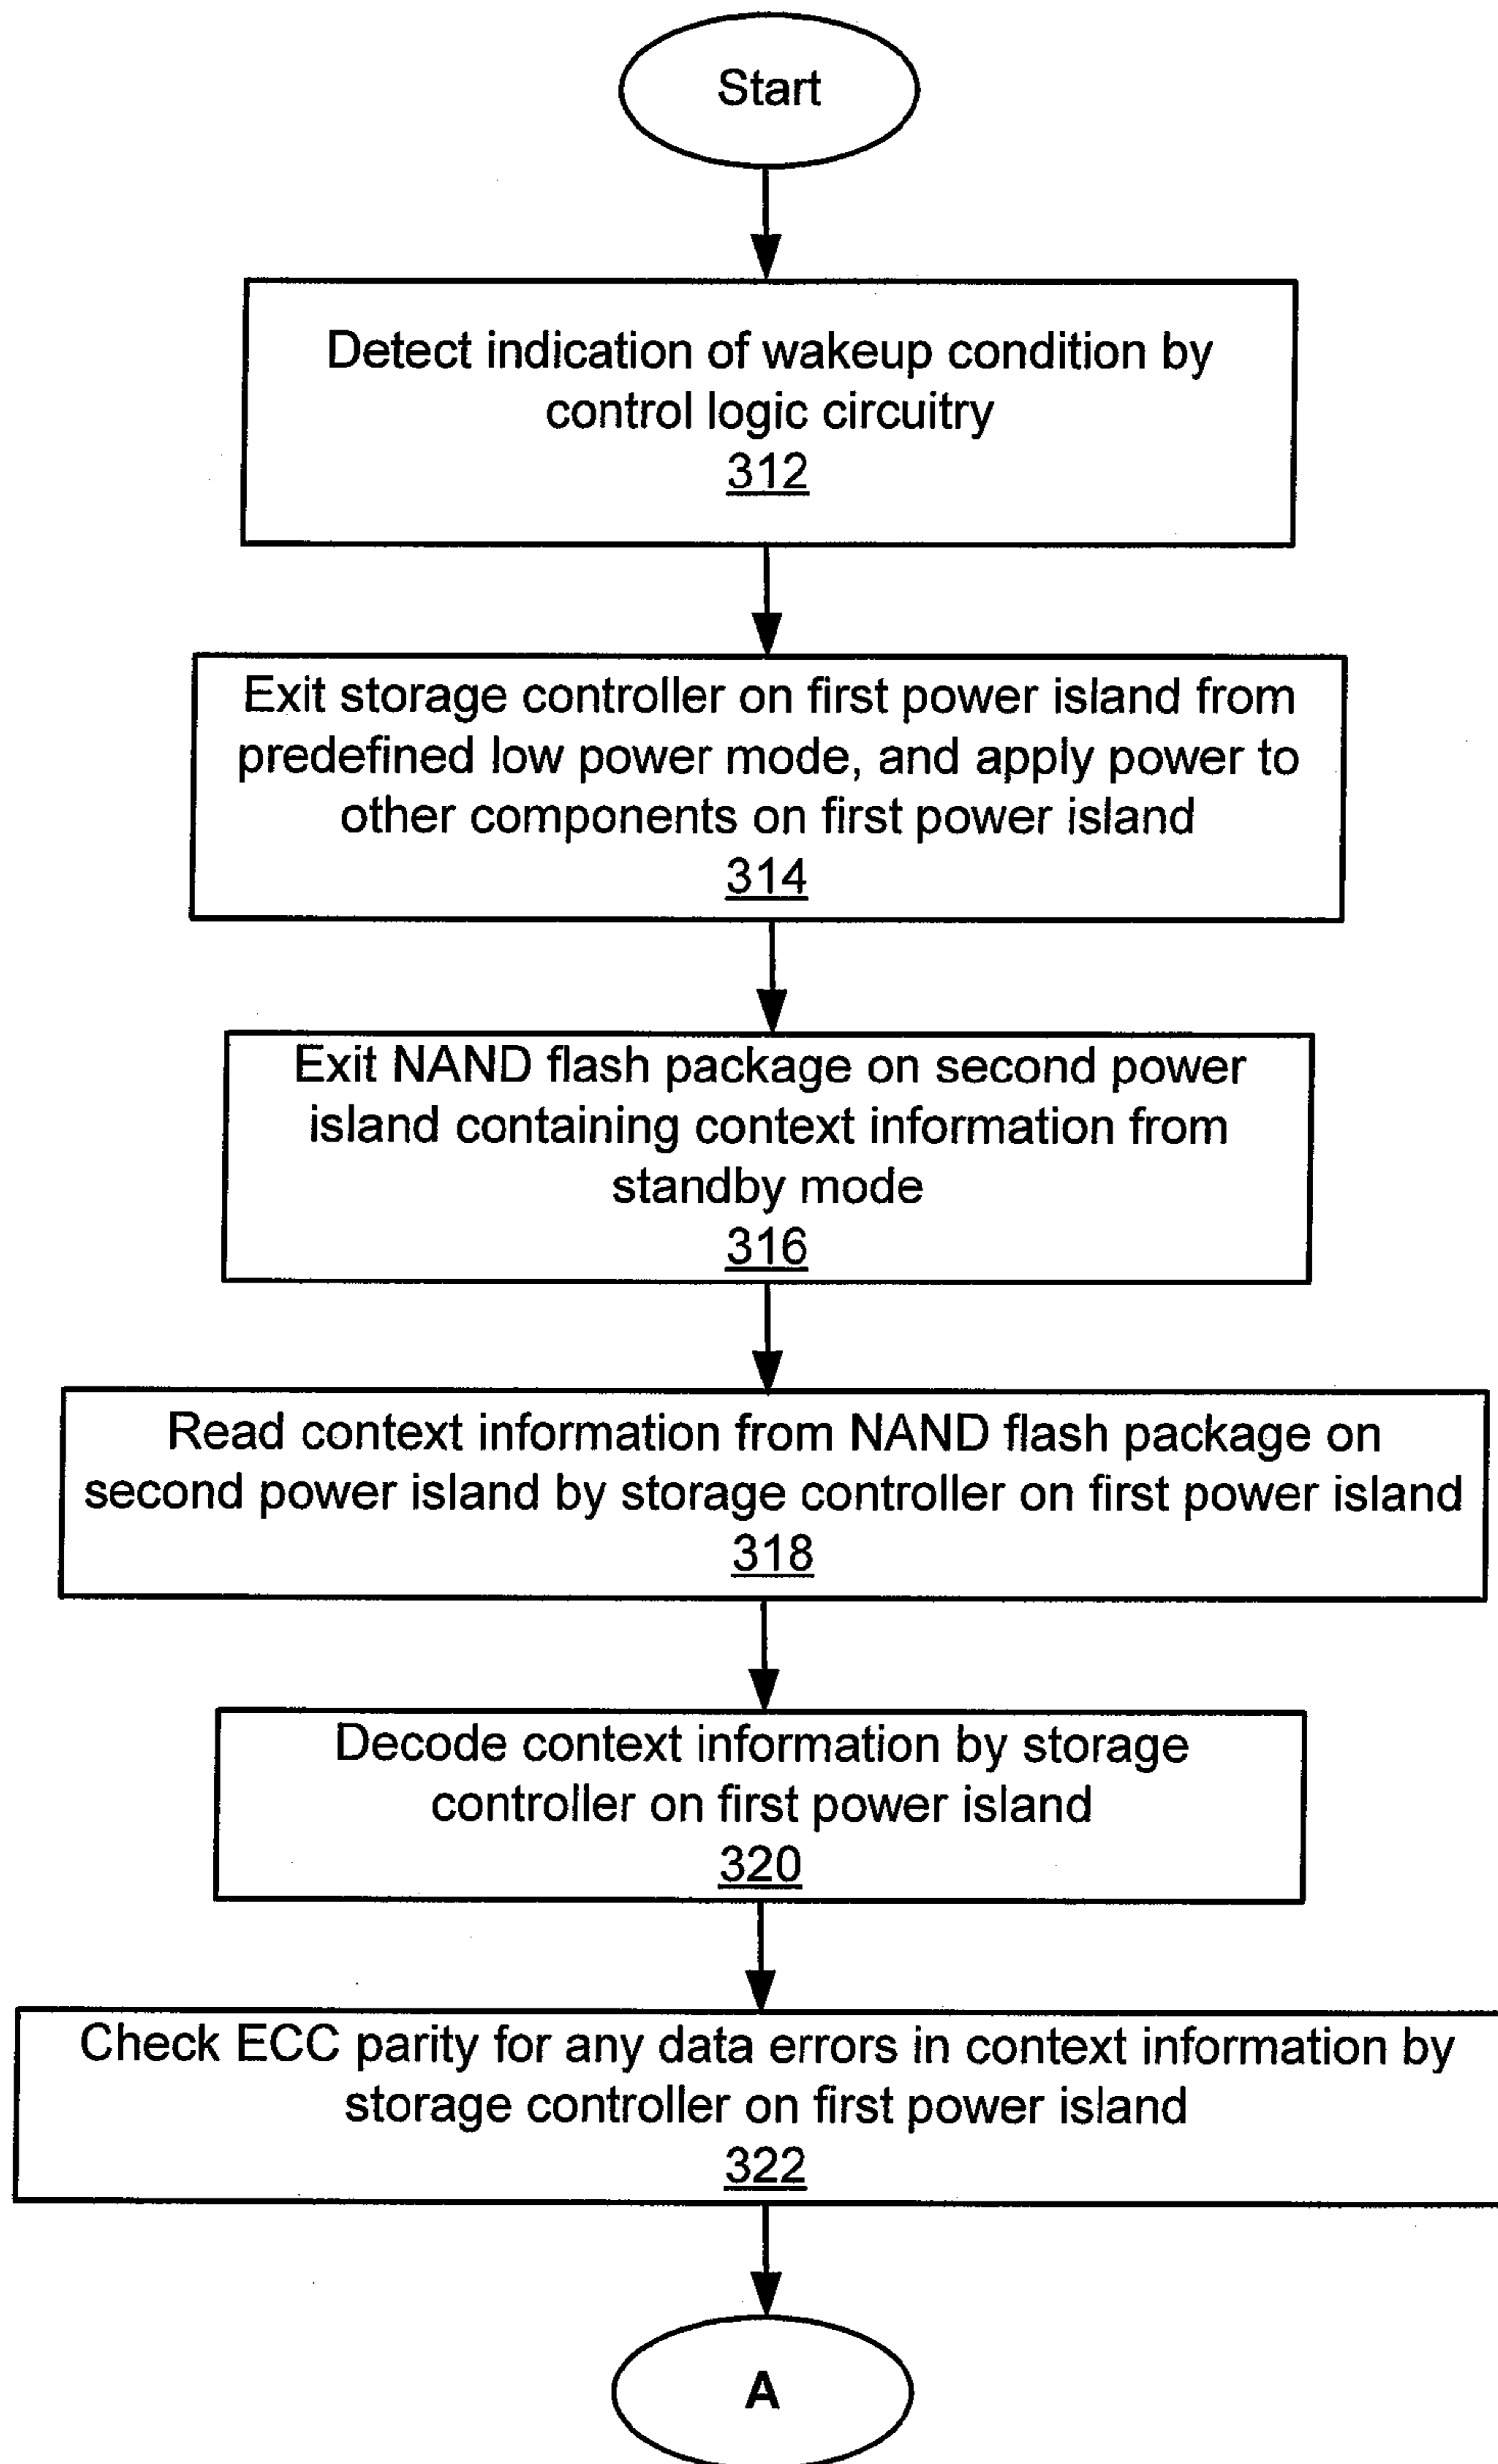 Start
Detect indication of wakeup condition by
control logic circuitry
312
Exit storage controller on first power island from
predefined low power mode, and apply power to
other components on first power island
314
Exit NAND flash package on second power
island containing context information from
standby mode
316
Read context information from NAND flash package on
second power island by storage controller on first power island
318
Decode context information by storage
controller on first power island
320
Check ECC parity for any data errors in context information by
storage controller on first power island
322
A